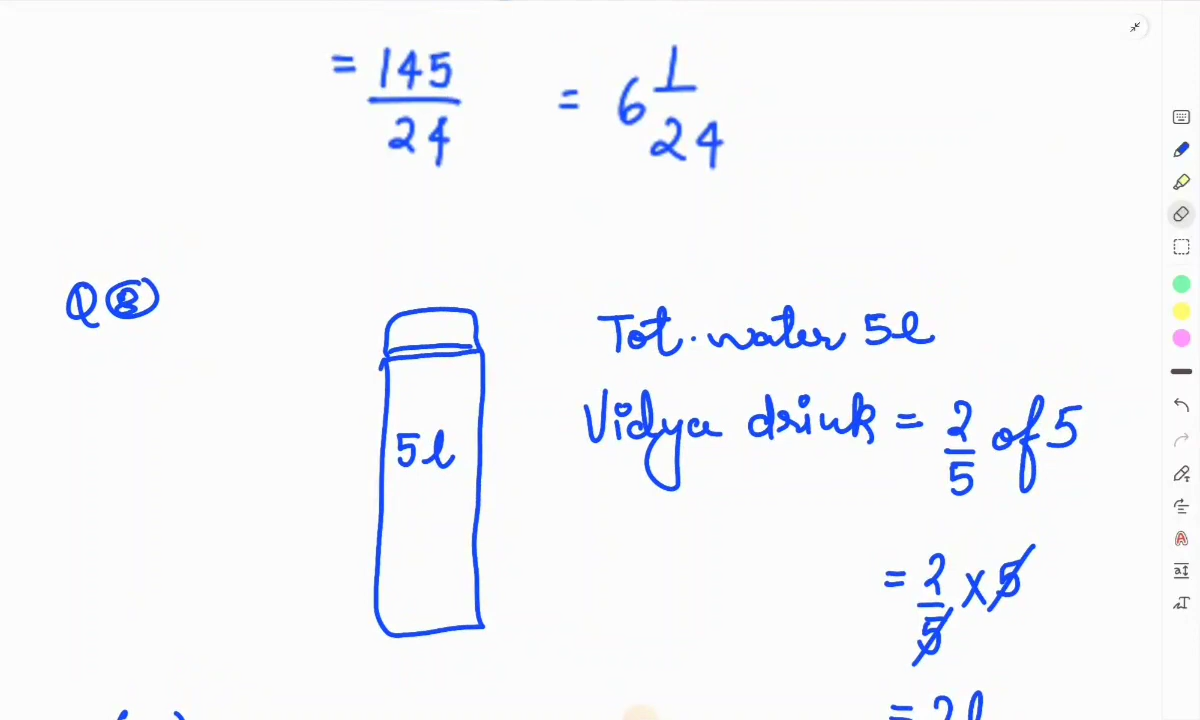 = 145/24 = 6 1/24
Q 8
Tot. water 5l
5l
Vidya drink = 2/5 of 5
= 2/5 × 5
= 2l